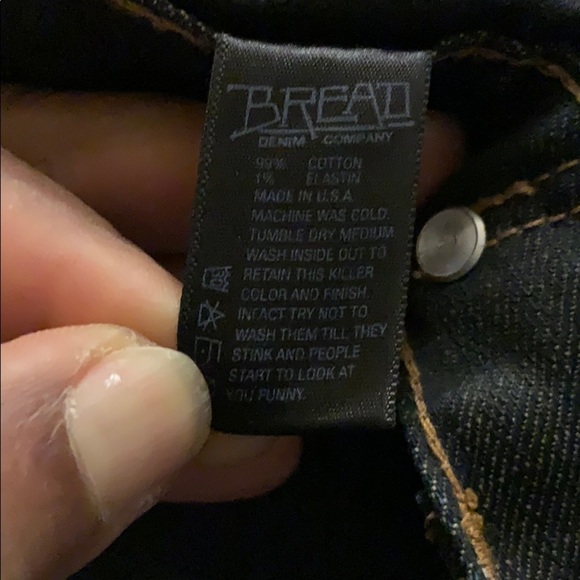 BREAD
DENIM - COMPANY
99% COTTON
1% ELASTIN
MADE IN U.S.A
MACHINE WAS COLD.
TUMBLE DRY MEDIUM
WASH INSIDE OUT TO
RETAIN THIS KILLER
COLOR AND FINISH.
INFACT TRY NOT TO
WASH THEM TILL THEY
STINK AND PEOPLE
START TO LOOK AT
YOU FUNNY.